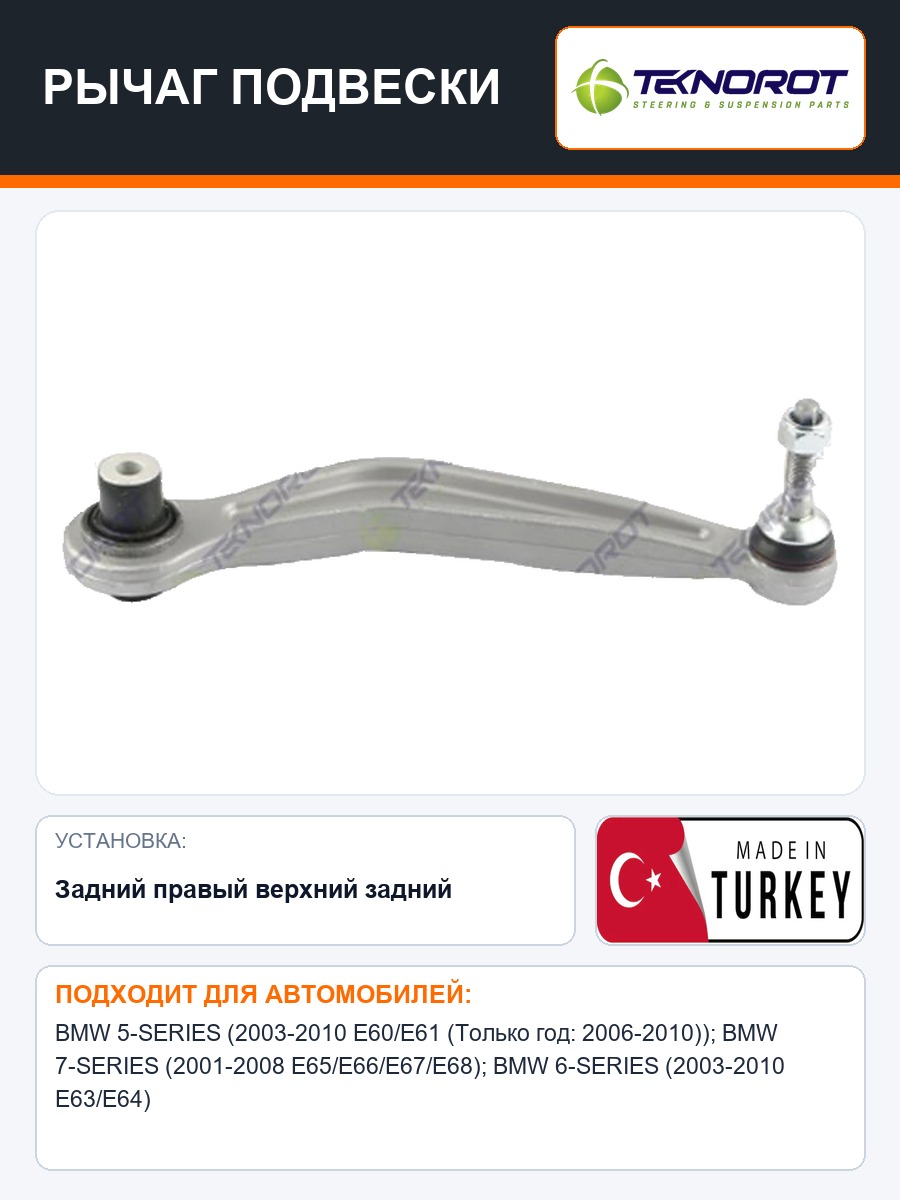 РЫЧАГ ПОДВЕСКИ
TEKNOROT
STEERING & SUSPENSION PARTS
TEKNOROT
TEKNOROT
УСТАНОВКА:
Задний правый верхний задний
MADE IN
TURKEY
ПОДХОДИТ ДЛЯ АВТОМОБИЛЕЙ:
BMW 5-SERIES (2003-2010 E60/E61 (Только год: 2006-2010)); BMW
7-SERIES (2001-2008 E65/E66/E67/E68); BMW 6-SERIES (2003-2010
E63/E64)